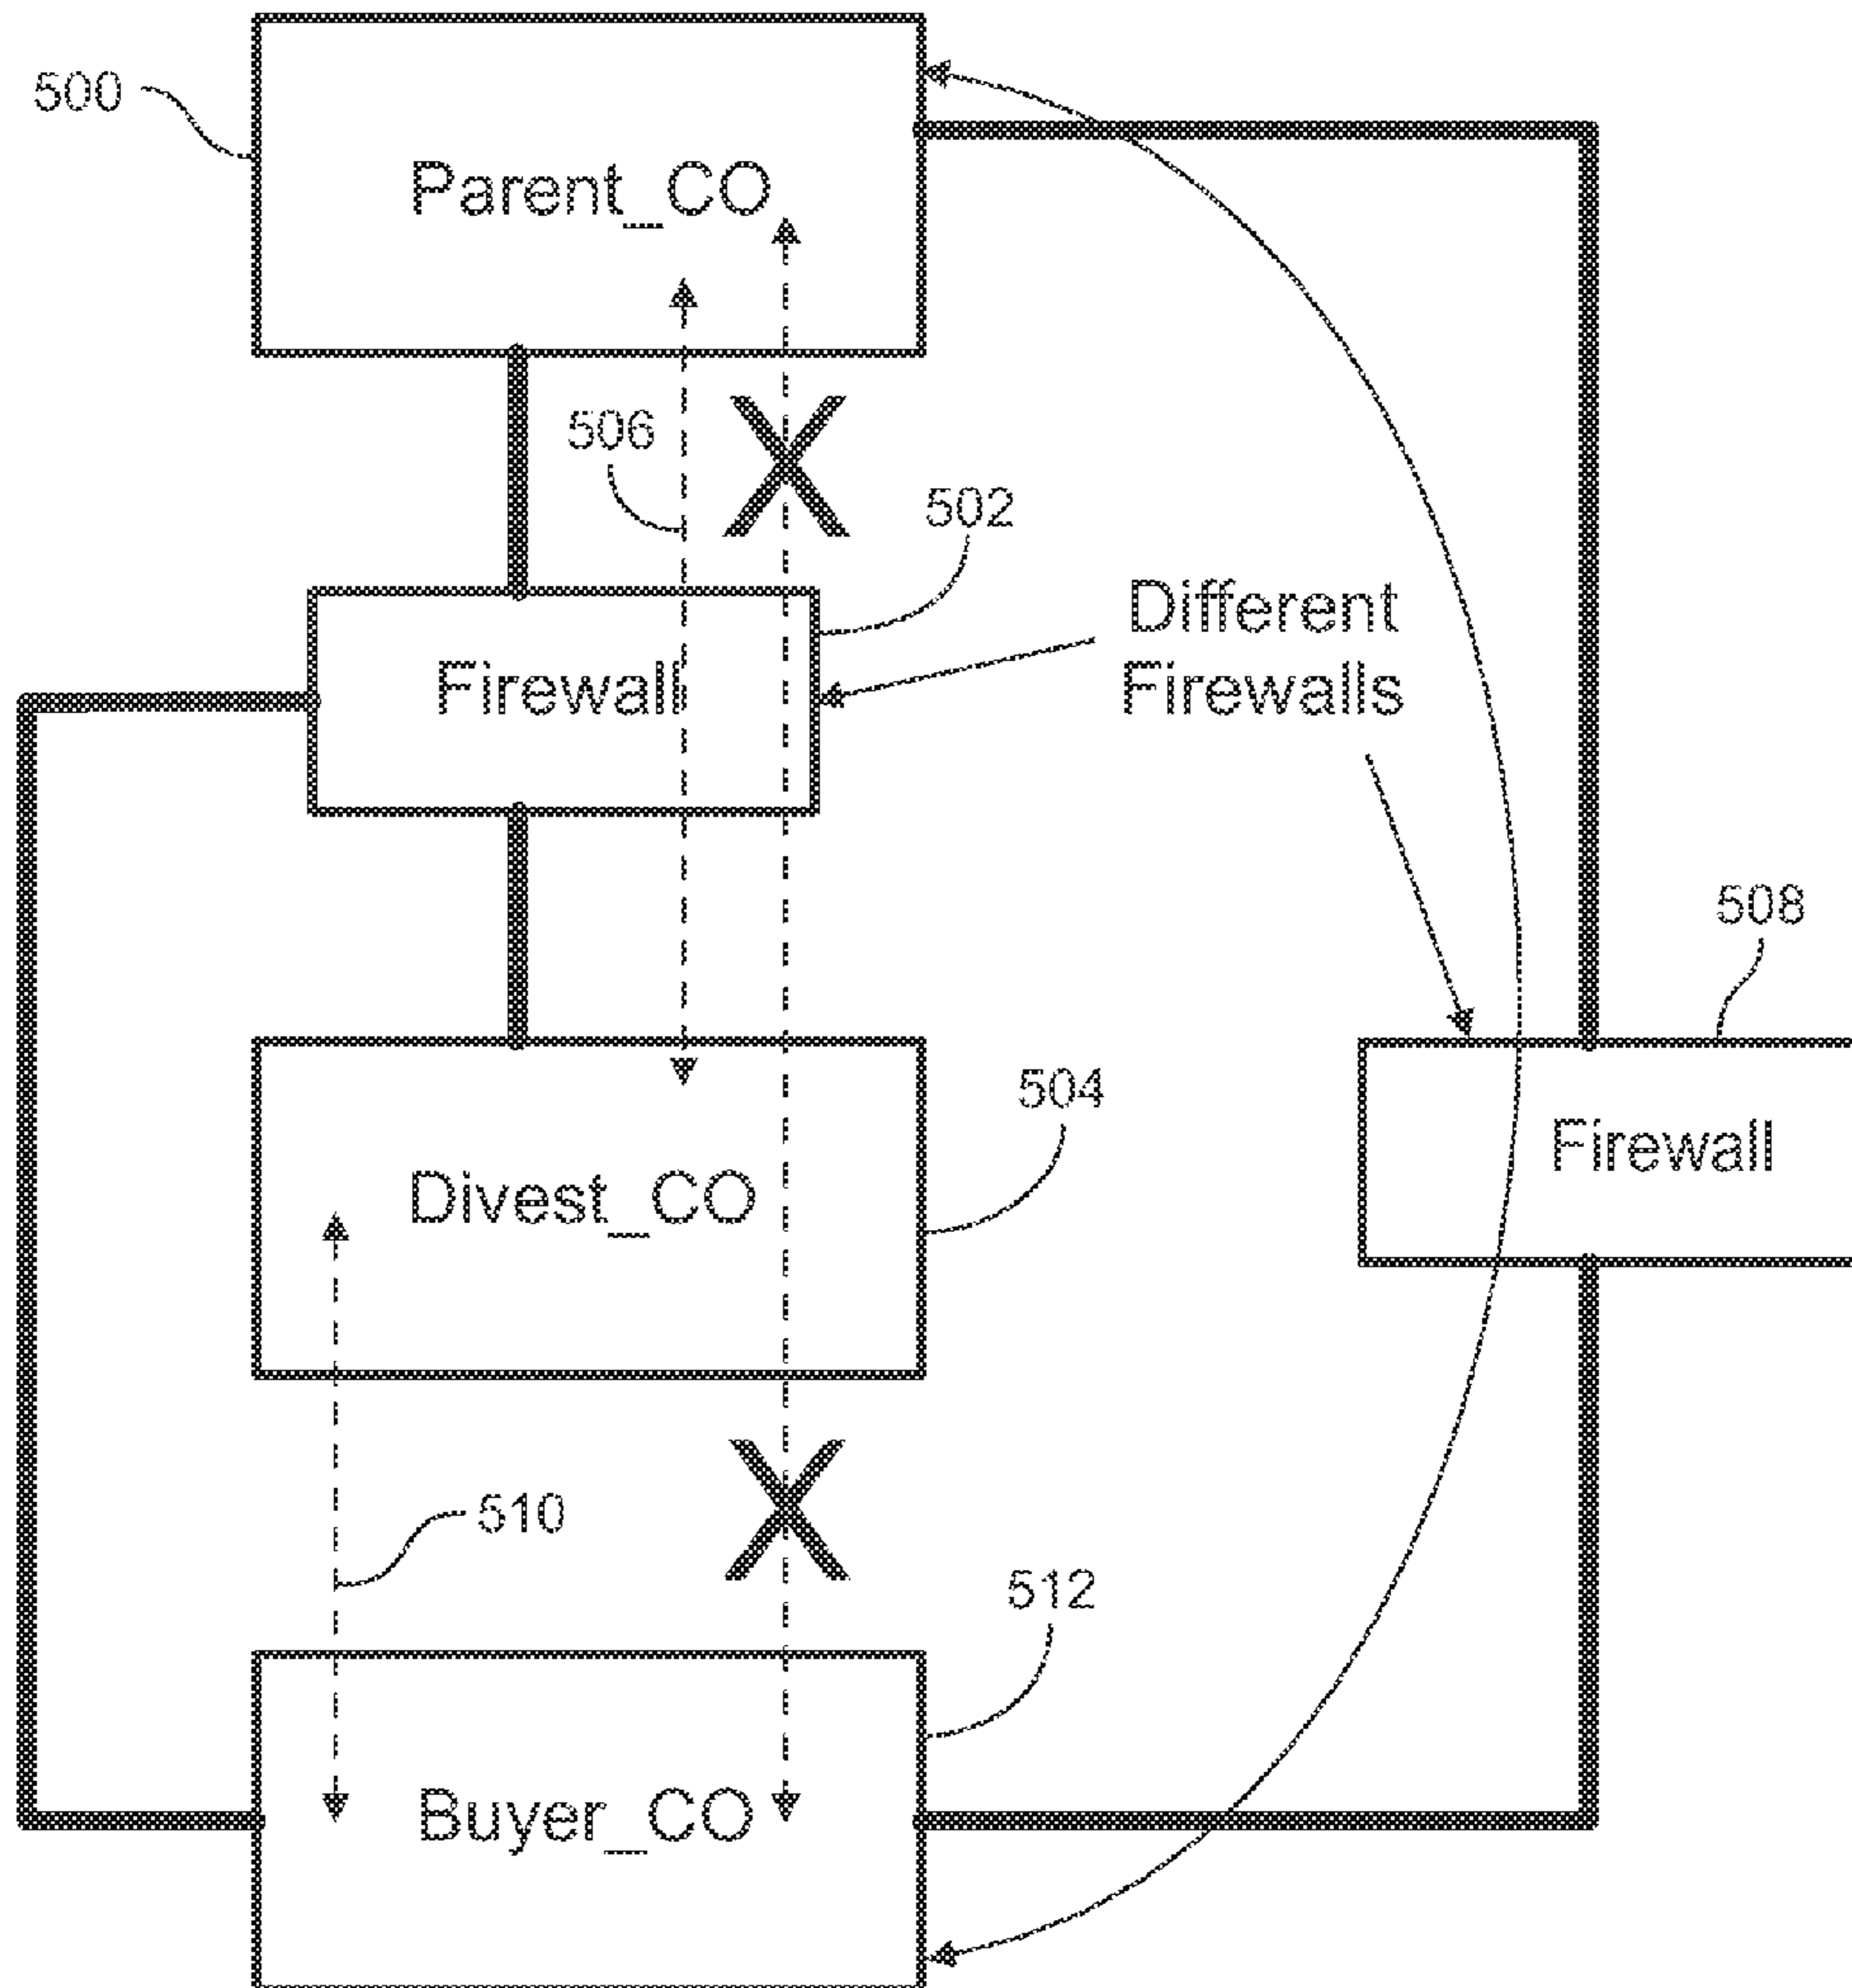 500
Parent_CO
506
502
Firewall
Different
Firewalls
508
504
Divest_CO
Firewall
510
512
Buyer_CO